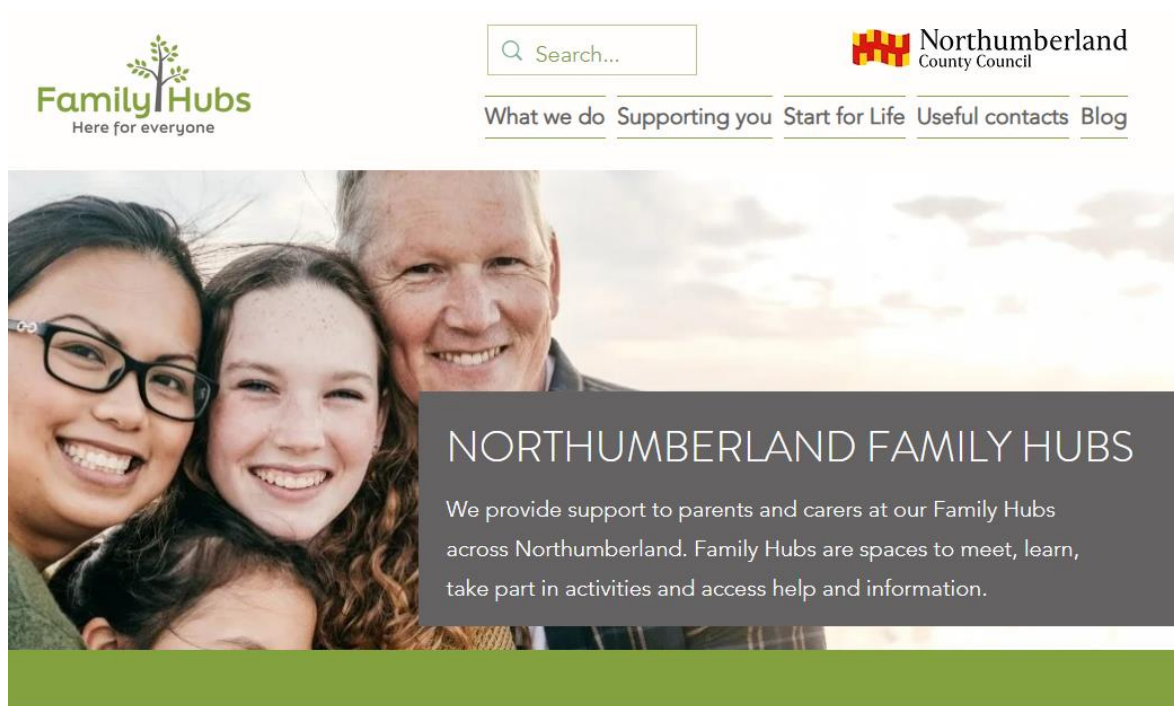 Family Hubs
Here for everyone
Search...
Northumberland
County Council
What we do Supporting you Start for Life Useful contacts Blog
NORTHUMBERLAND FAMILY HUBS
We provide support to parents and carers at our Family Hubs
across Northumberland. Family Hubs are spaces to meet, learn,
take part in activities and access help and information.